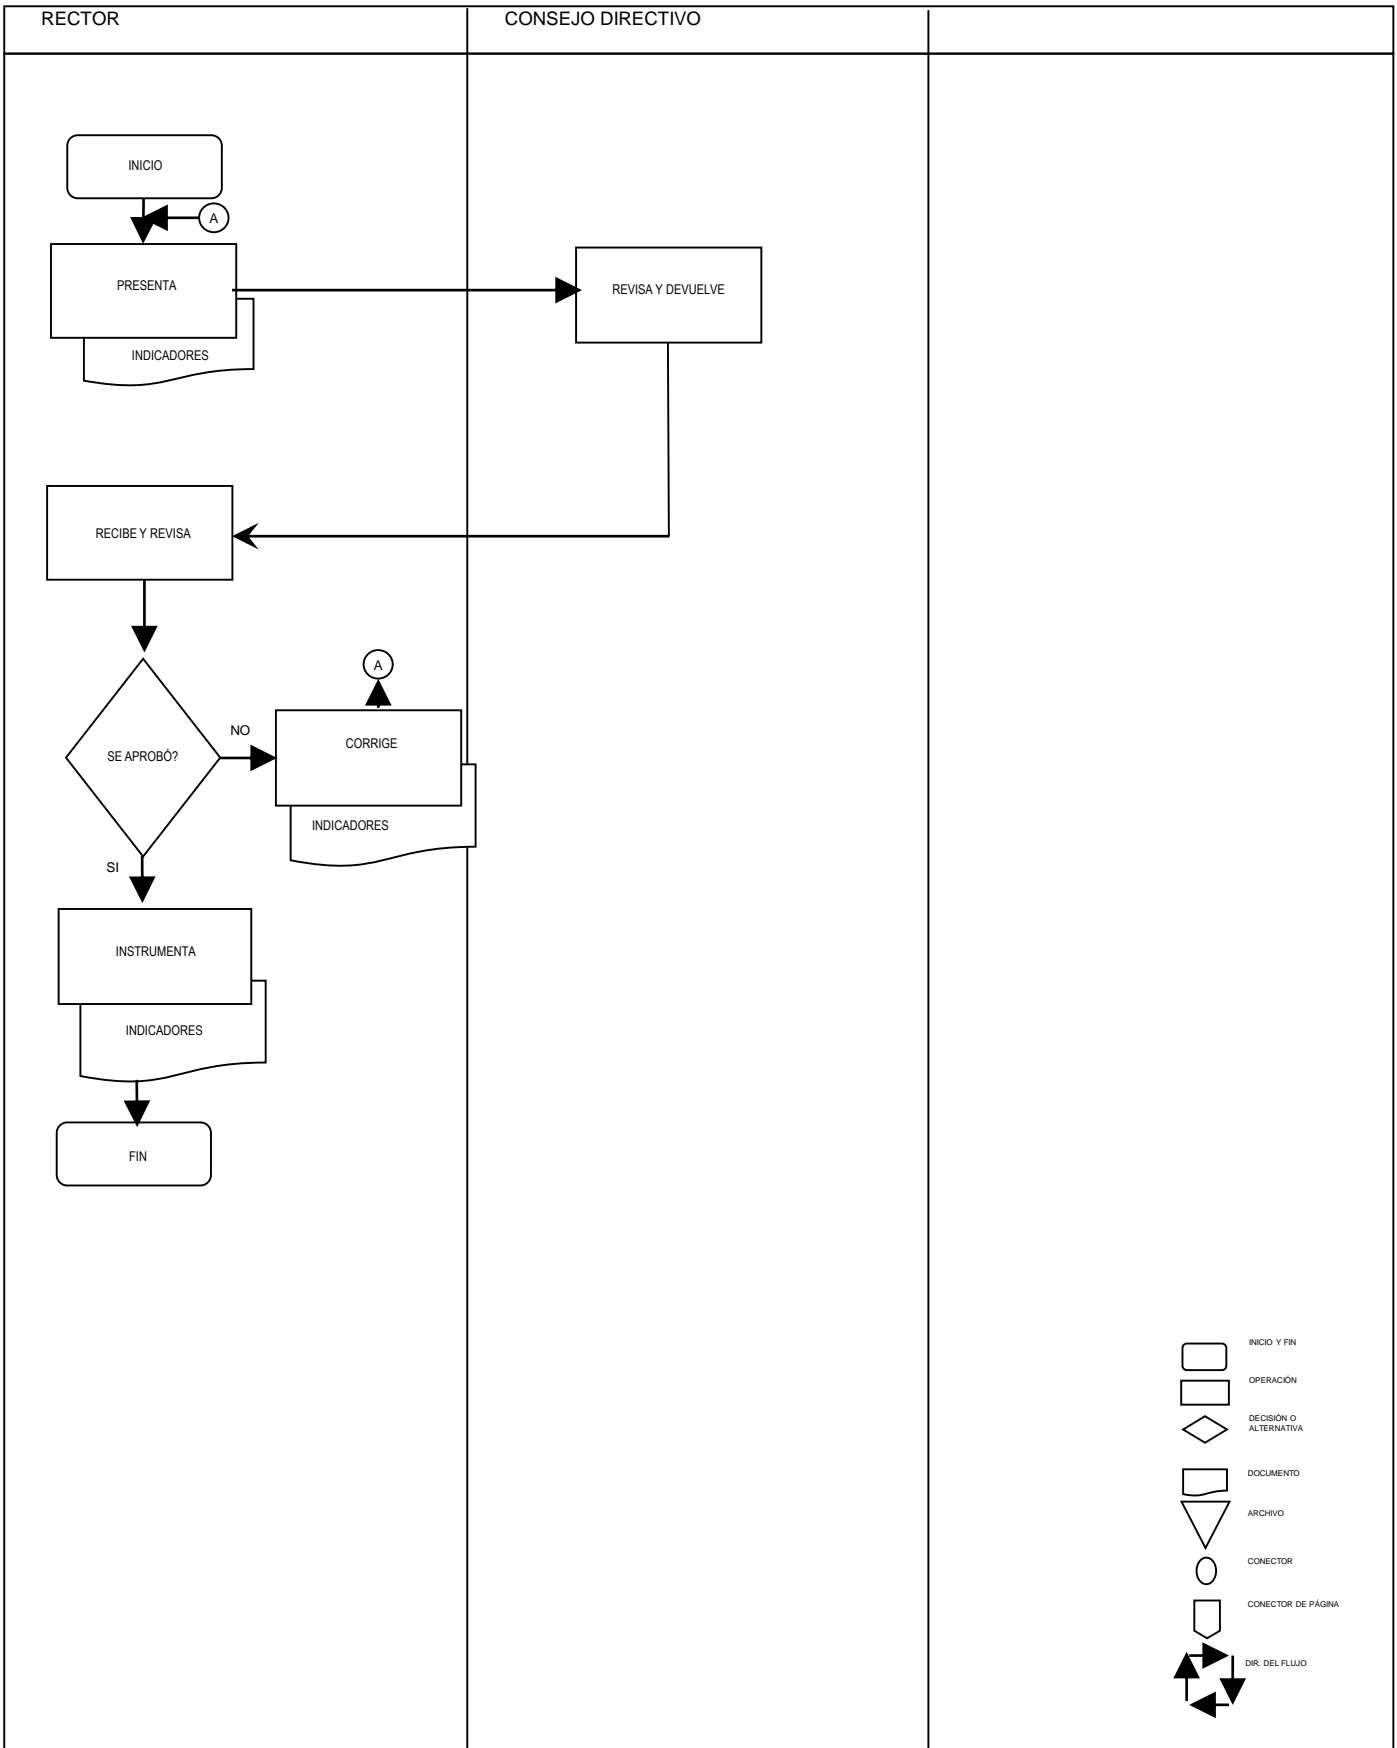 RECTOR
CONSEJO DIRECTIVO
INICIO
A
PRESENTA
INDICADORES
REVISA Y DEVUELVE
RECIBE Y REVISA
A
SE APROBÓ?
NO
CORRIGE
INDICADORES
SI
INSTRUMENTA
INDICADORES
FIN
INICIO Y FIN
OPERACIÓN
DECISIÓN O
ALTERNATIVA
DOCUMENTO
ARCHIVO
CONECTOR
CONECTOR DE PÁGINA
DIR. DEL FLUJO